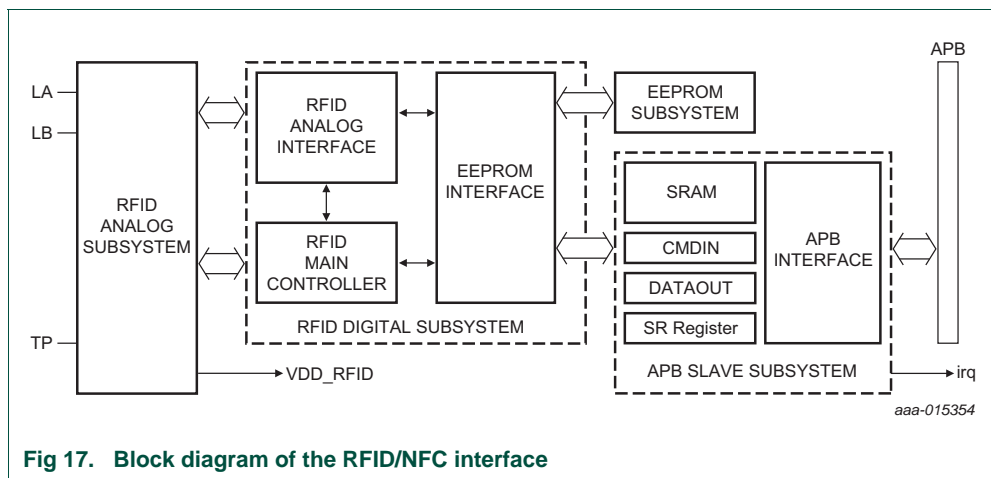 APB
LA
LB
TP
RFID
ANALOG
SUBSYSTEM
VDD_RFID
RFID
ANALOG
INTERFACE
RFID
MAIN
CONTROLLER
EEPROM
INTERFACE
RFID DIGITAL SUBSYSTEM
EEPROM
SUBSYSTEM
SRAM
CMDIN
DATAOUT
SR Register
APB
INTERFACE
APB SLAVE SUBSYSTEM
irq
aaa-015354
Fig 17. Block diagram of the RFID/NFC interface